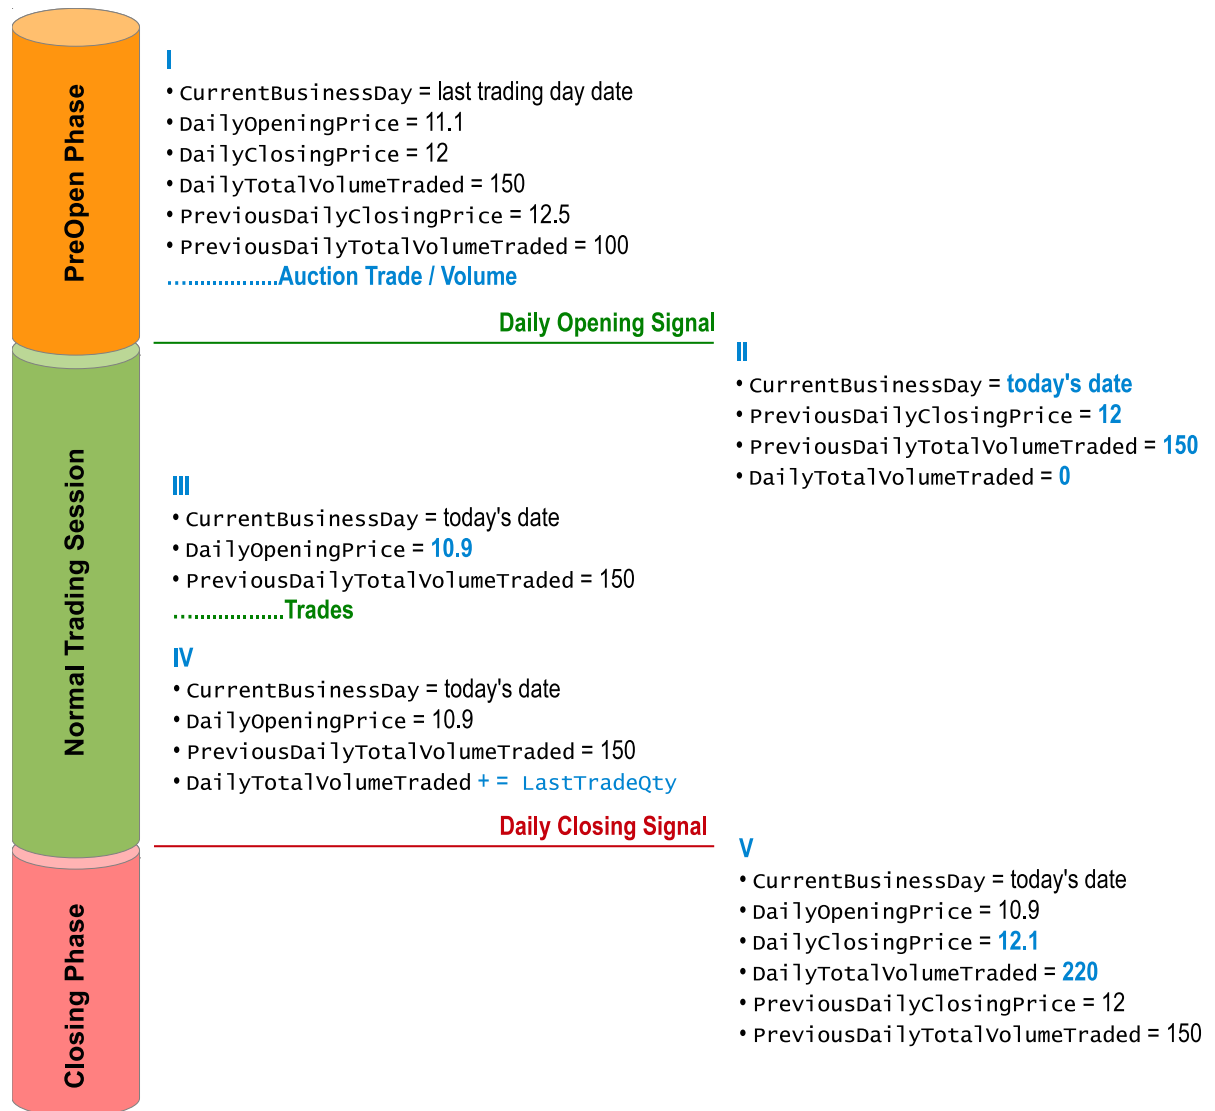 PreOpen Phase
I
• CurrentBusinessDay = last trading day date
• DailyOpeningPrice = 11.1
• DailyClosingPrice = 12
• DailyTotalVolumeTraded = 150
• PreviousDailyClosingPrice = 12.5
• PreviousDailyTotalVolumeTraded = 100
..................Auction Trade / Volume
Daily Opening Signal
II
• CurrentBusinessDay = today's date
• PreviousDailyClosingPrice = 12
• PreviousDailyTotalVolumeTraded = 150
• DailyTotalVolumeTraded = 0
Normal Trading Session
III
• CurrentBusinessDay = today's date
• DailyOpeningPrice = 10.9
• PreviousDailyTotalVolumeTraded = 150
..................Trades
IV
• CurrentBusinessDay = today's date
• DailyOpeningPrice = 10.9
• PreviousDailyTotalVolumeTraded = 150
• DailyTotalVolumeTraded + = LastTradeQty
Daily Closing Signal
Closing Phase
V
• CurrentBusinessDay = today's date
• DailyOpeningPrice = 10.9
• DailyClosingPrice = 12.1
• DailyTotalVolumeTraded = 220
• PreviousDailyClosingPrice = 12
• PreviousDailyTotalVolumeTraded = 150